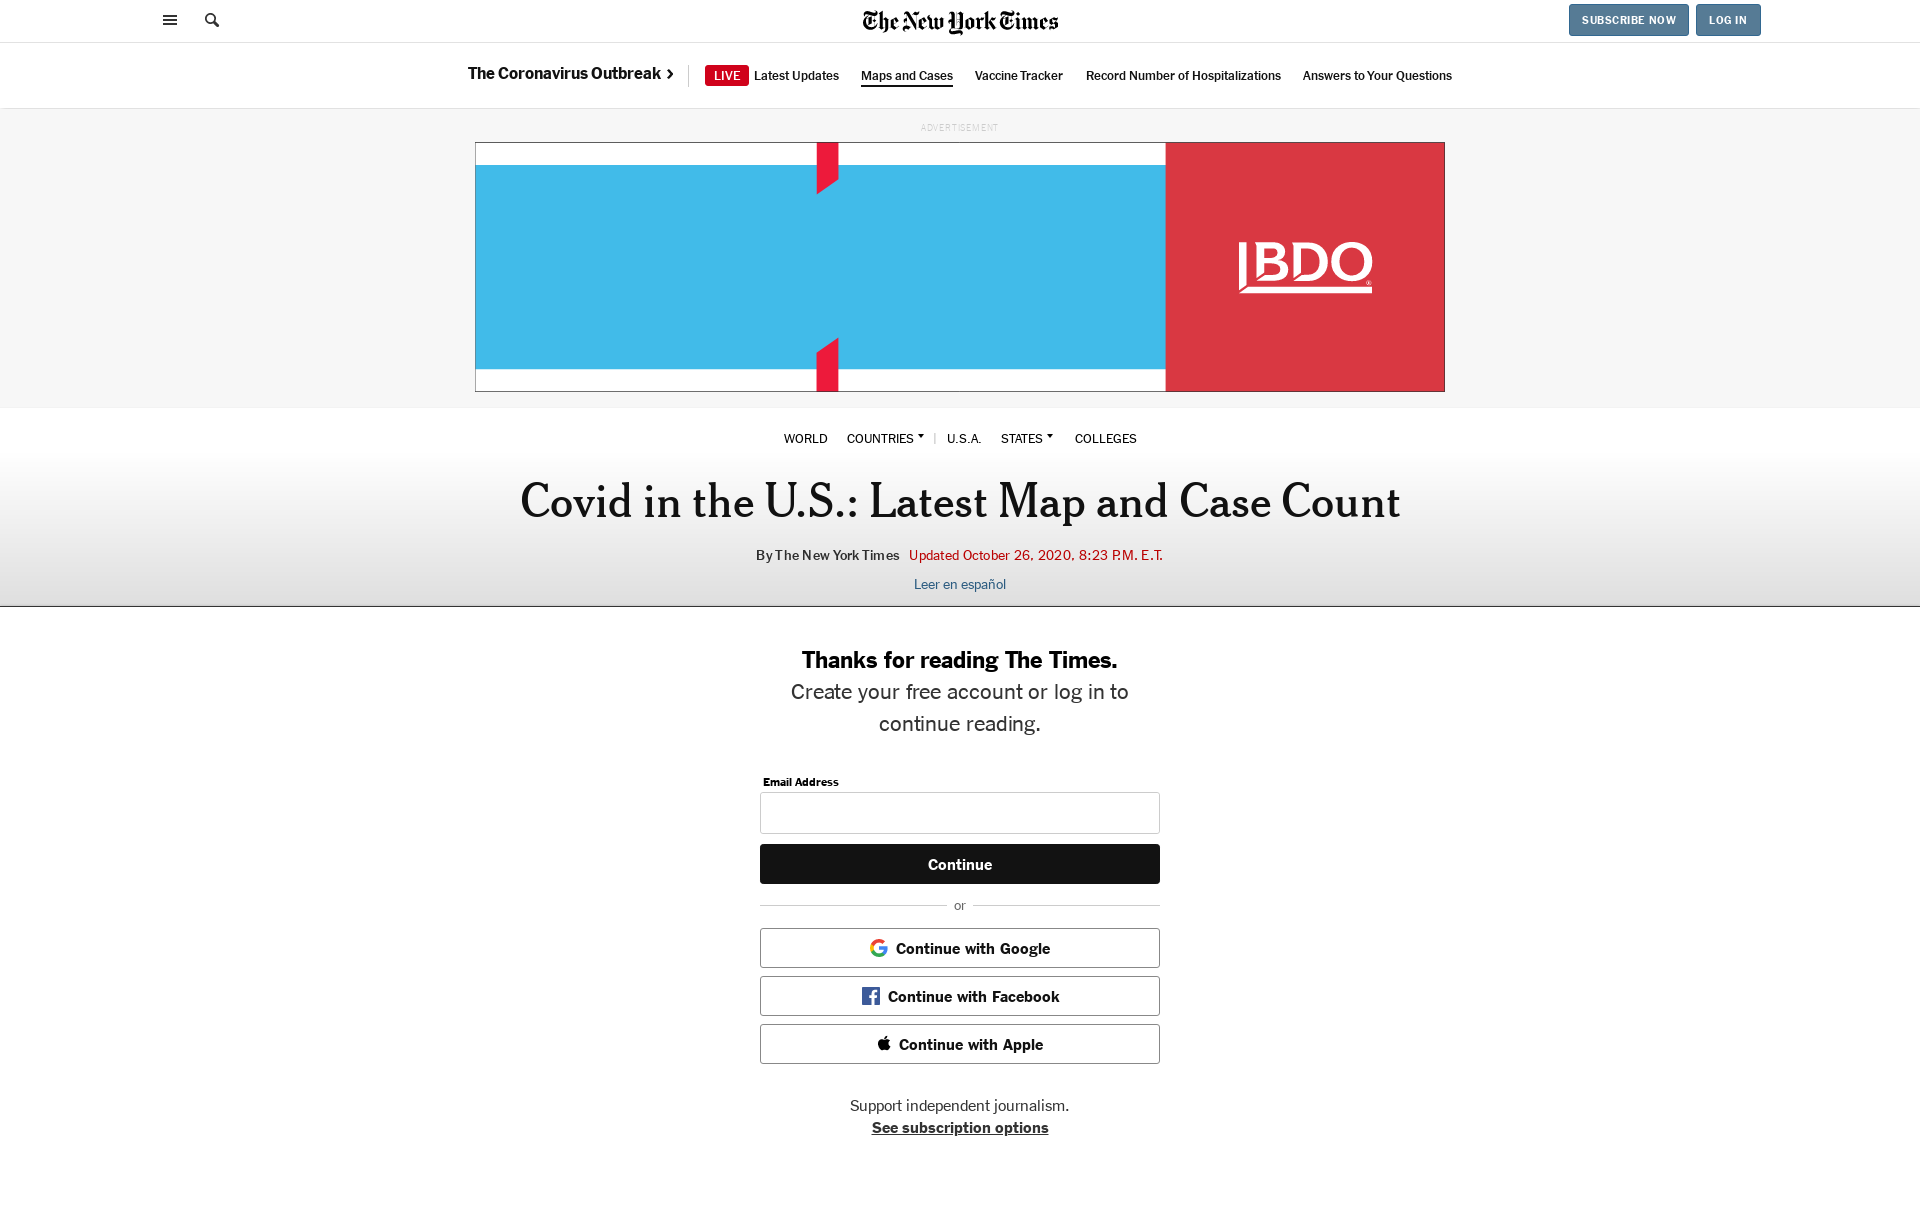 The New York Times
SUBSCRIBE NOW
LOG IN
The Coronavirus Outbreak
LIVE Latest Updates
Maps and Cases
Vaccine Tracker
Record Number of Hospitalizations
Answers to Your Questions
ADVERTISEMENT
BDO
WORLD
COUNTRIES
U.S.A.
STATES
COLLEGES
Covid in the U.S.: Latest Map and Case Count
By The New York Times Updated October 26, 2020, 8:23 P.M. E.T.
Leer en español
Thanks for reading The Times.
Create your free account or log in to
continue reading.
Email Address
Continue
or
Continue with Google
Continue with Facebook
Continue with Apple
Support independent journalism.
See subscription options